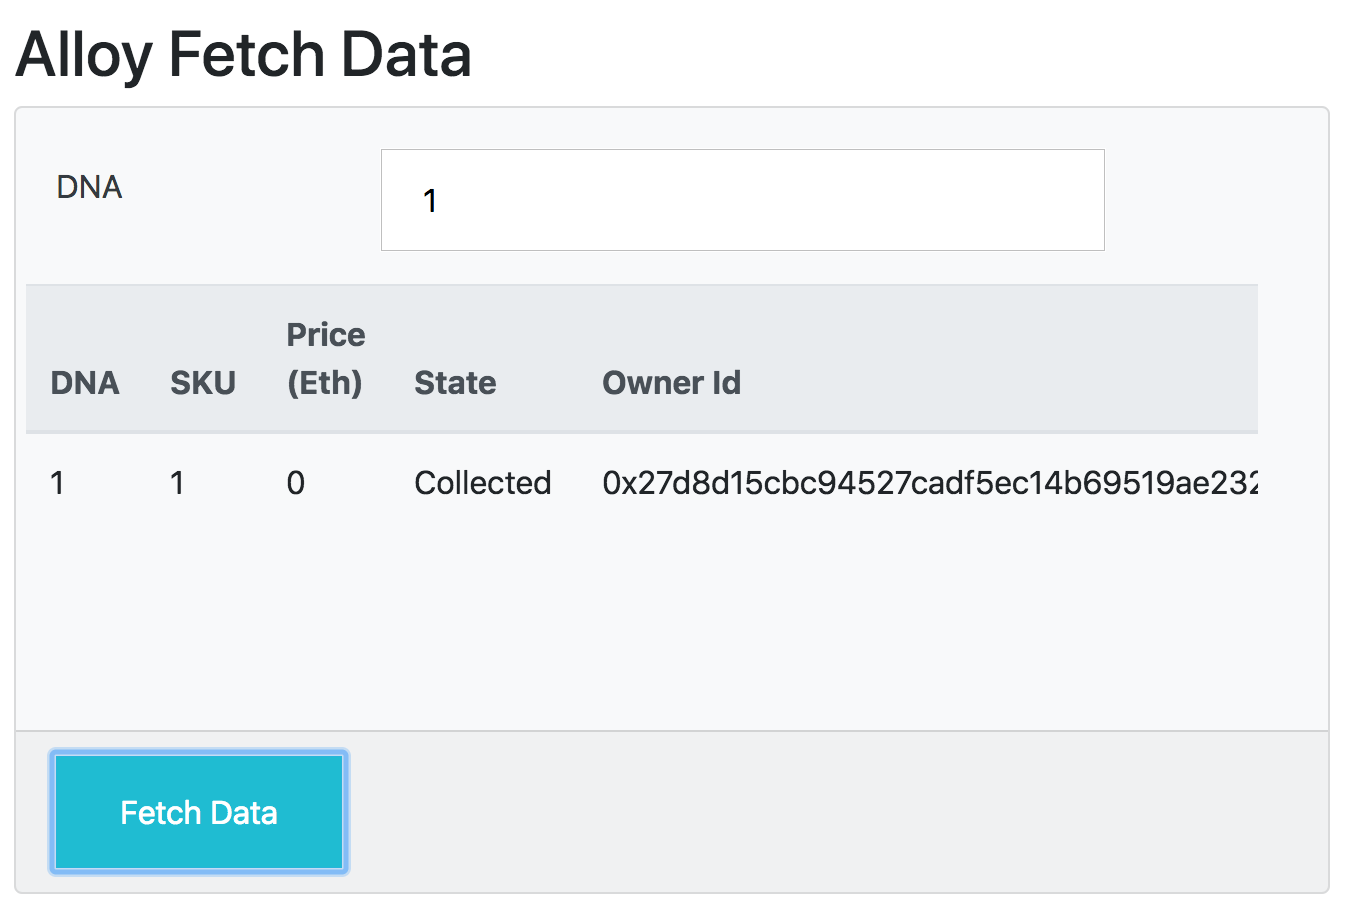 Alloy Fetch Data
DNA
1
DNA SKU Price (Eth) State Owner Id
1 1 0 Collected 0x27d8d15cbc94527cadf5ec14b69519ae232
Fetch Data